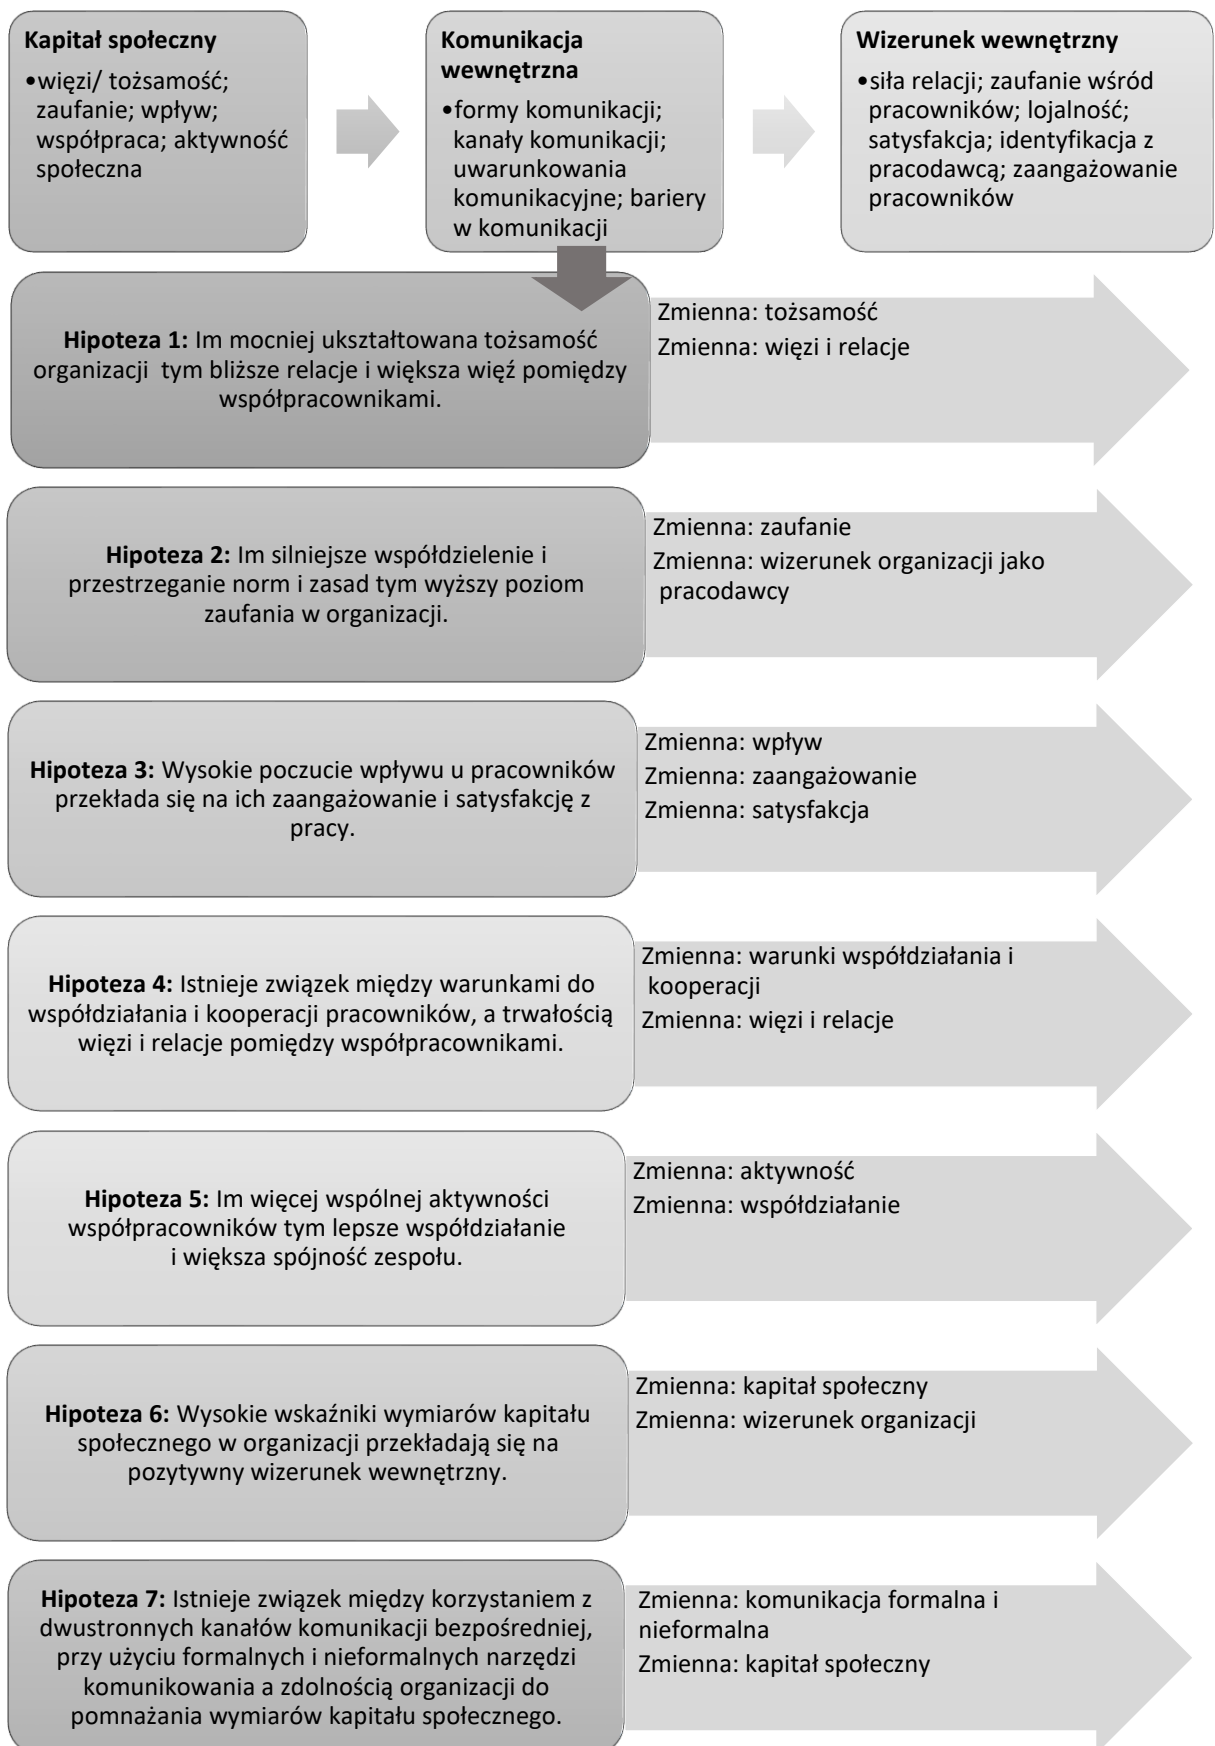 Kapitał społeczny
•więzi/ tożsamość;
zaufanie; wpływ;
współpraca; aktywność
społeczna
Komunikacja
wewnętrzna
•formy komunikacji;
kanały komunikacji;
uwarunkowania
komunikacyjne; bariery
w komunikacji
Wizerunek wewnętrzny
•siła relacji; zaufanie wśród
pracowników; lojalność;
satysfakcja; identyfikacja z
pracodawcą; zaangażowanie
pracowników
Hipoteza 1: Im mocniej ukształtowana tożsamość
organizacji tym bliższe relacje i większa więź pomiędzy
współpracownikami.
Zmienna: tożsamość
Zmienna: więzi i relacje
Hipoteza 2: Im silniejsze współdzielenie i
przestrzeganie norm i zasad tym wyższy poziom
zaufania w organizacji.
Zmienna: zaufanie
Zmienna: wizerunek organizacji jako
pracodawcy
Hipoteza 3: Wysokie poczucie wpływu u pracowników
przekłada się na ich zaangażowanie i satysfakcję z
pracy.
Zmienna: wpływ
Zmienna: zaangażowanie
Zmienna: satysfakcja
Hipoteza 4: Istnieje związek między warunkami do
współdziałania i kooperacji pracowników, a trwałością
więzi i relacje pomiędzy współpracownikami.
Zmienna: warunki współdziałania i
kooperacji
Zmienna: więzi i relacje
Hipoteza 5: Im więcej wspólnej aktywności
współpracowników tym lepsze współdziałanie
i większa spójność zespołu.
Zmienna: aktywność
Zmienna: współdziałanie
Hipoteza 6: Wysokie wskaźniki wymiarów kapitału
społecznego w organizacji przekładają się na
pozytywny wizerunek wewnętrzny.
Zmienna: kapitał społeczny
Zmienna: wizerunek organizacji
Hipoteza 7: Istnieje związek między korzystaniem z
dwustronnych kanałów komunikacji bezpośredniej,
przy użyciu formalnych i nieformalnych narzędzi
komunikowania a zdolnością organizacji do
pomnażania wymiarów kapitału społecznego.
Zmienna: komunikacja formalna i
nieformalna
Zmienna: kapitał społeczny